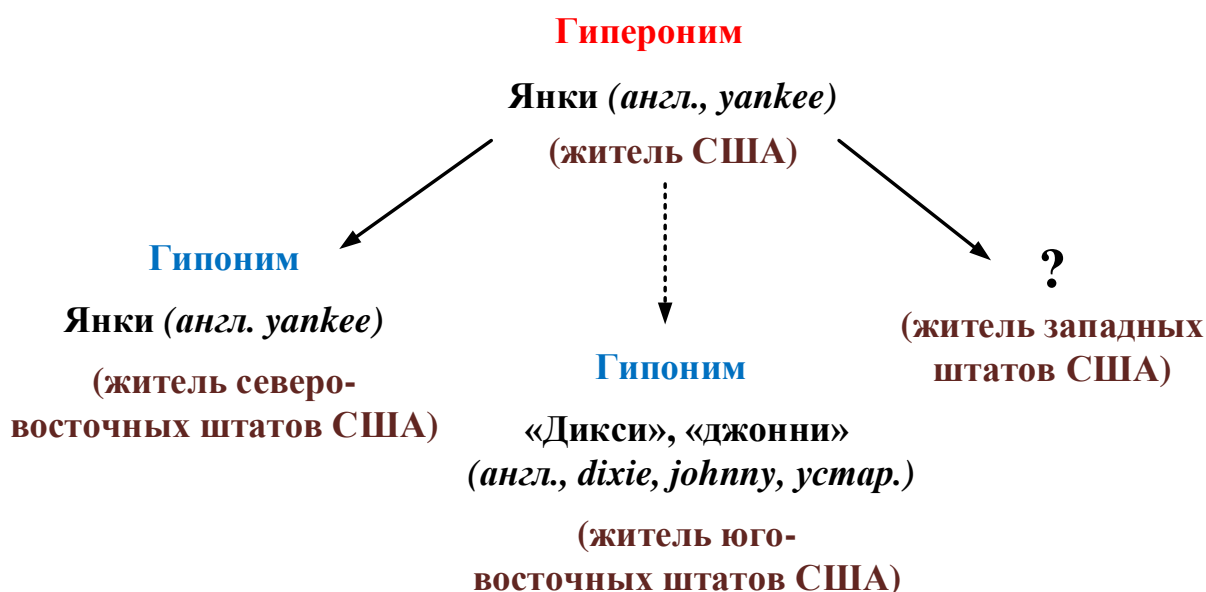 Гипероним
Янки (англ., yankee)
(житель США)
Гипоним
Янки (англ. yankee)
(житель северо-
восточных штатов США)
Гипоним
«Дикси», «джонни»
(англ., dixie, johnny, устар.)
(житель юго-
восточных штатов США)
?
(житель западных
штатов США)